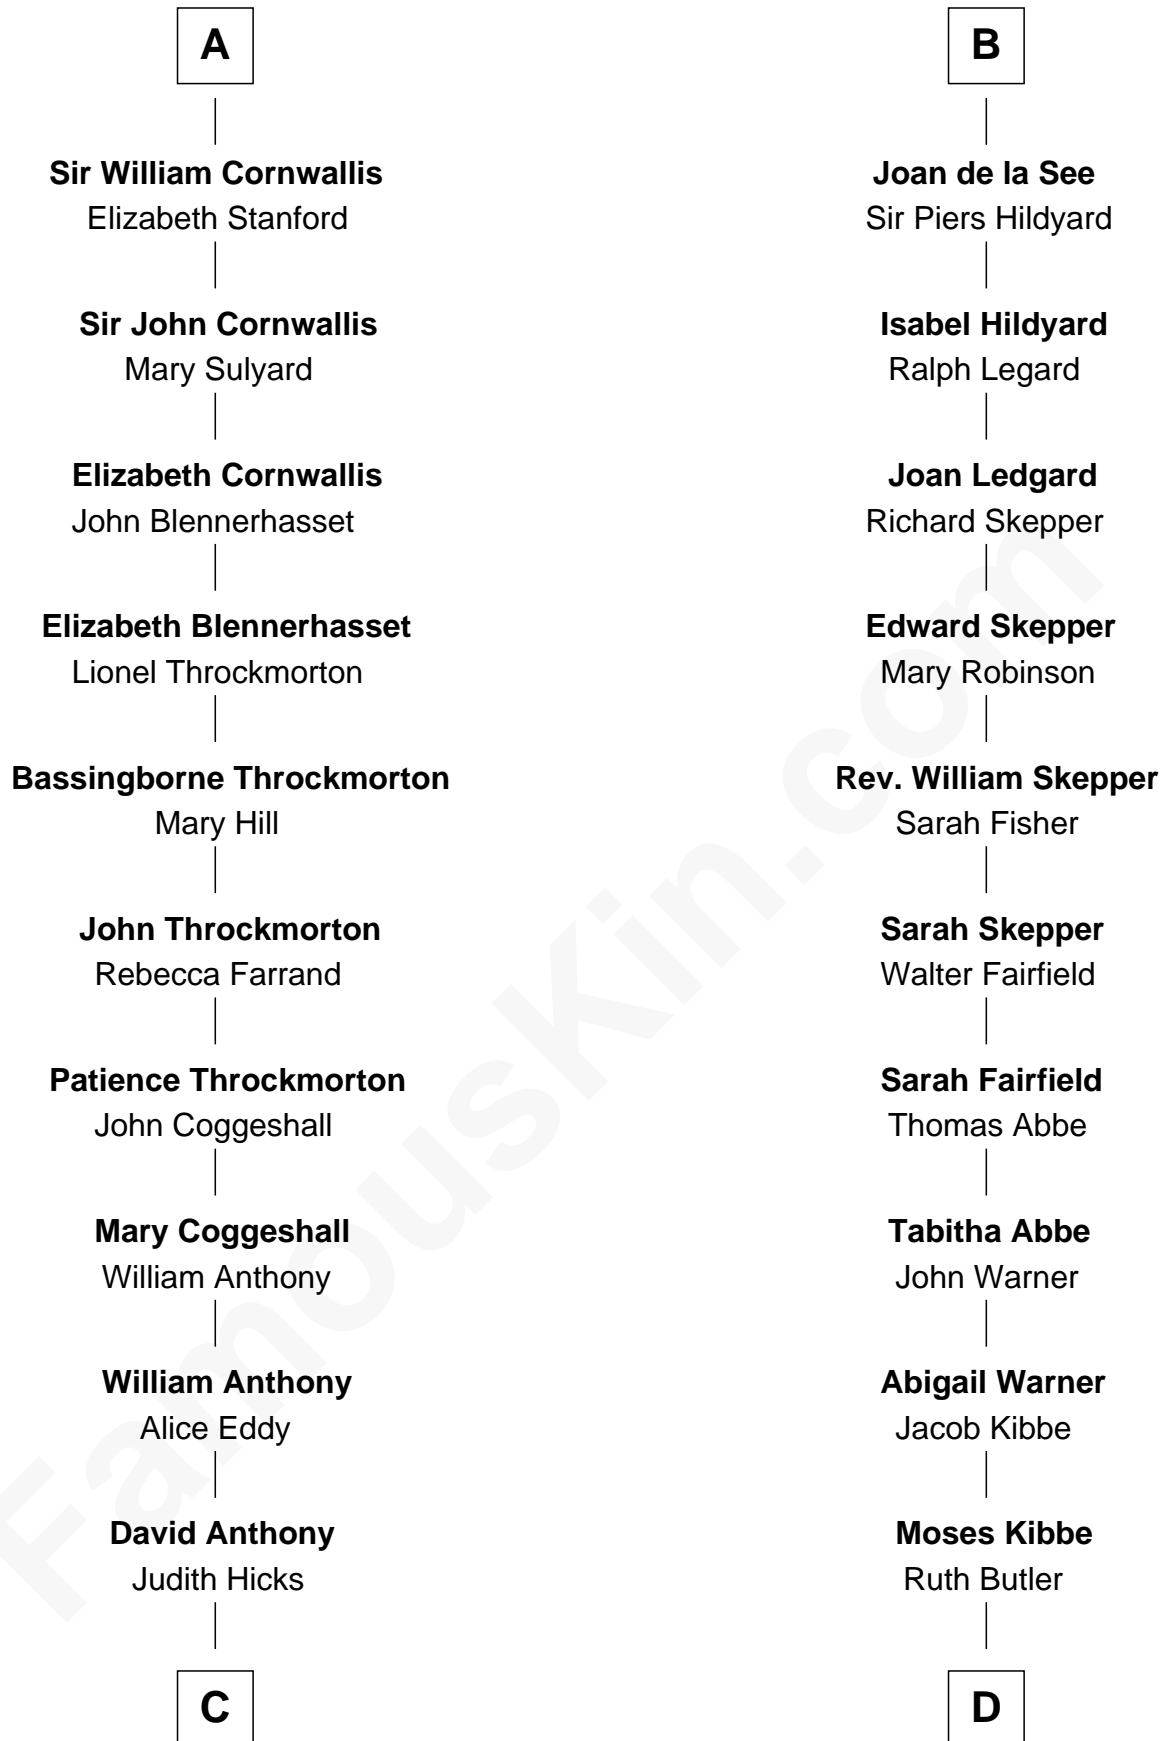 A
Sir William Cornwallis
Elizabeth Stanford
Sir John Cornwallis
Mary Sulyard
Elizabeth Cornwallis
John Blennerhasset
Elizabeth Blennerhasset
Lionel Throckmorton
Bassingborne Throckmorton
Mary Hill
John Throckmorton
Rebecca Farrand
Patience Throckmorton
John Coggeshall
Mary Coggeshall
William Anthony
William Anthony
Alice Eddy
David Anthony
Judith Hicks
C
B
Joan de la See
Sir Piers Hildyard
Isabel Hildyard
Ralph Legard
Joan Ledgard
Richard Skepper
Edward Skepper
Mary Robinson
Rev. William Skepper
Sarah Fisher
Sarah Skepper
Walter Fairfield
Sarah Fairfield
Thomas Abbe
Tabitha Abbe
John Warner
Abigail Warner
Jacob Kibbe
Moses Kibbe
Ruth Butler
D
FamousKin.com